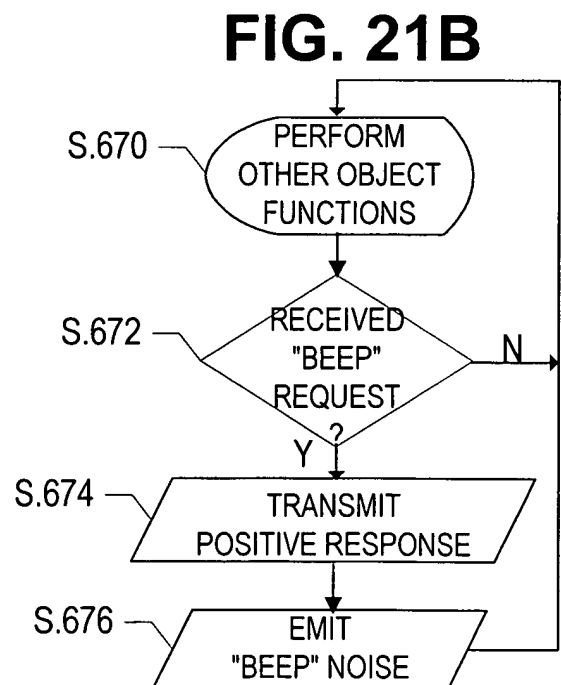 FIG. 21B
S.670
PERFORM
OTHER OBJECT
FUNCTIONS
S.672
RECEIVED
"BEEP"
REQUEST
?
N
Y
S.674
TRANSMIT
POSITIVE RESPONSE
S.676
EMIT
"BEEP" NOISE